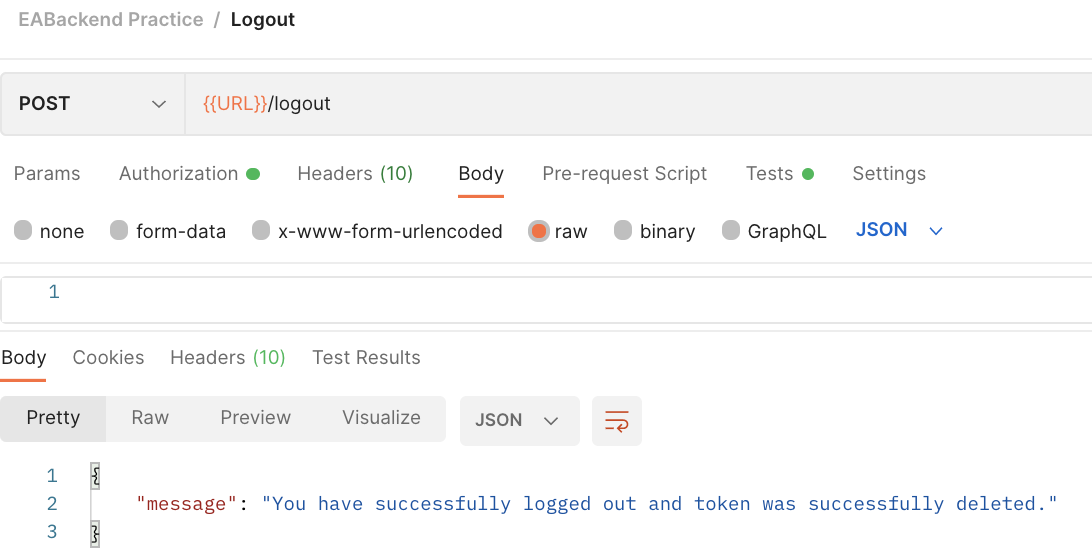 EABackend Practice / Logout
POST {{URL}}/logout
Params Authorization Headers (10) Body Pre-request Script Tests Settings
none form-data x-www-form-urlencoded raw binary GraphQL JSON
1
Body Cookies Headers (10) Test Results
Pretty Raw Preview Visualize JSON
1 {
2 "message": "You have successfully logged out and token was successfully deleted."
3 }